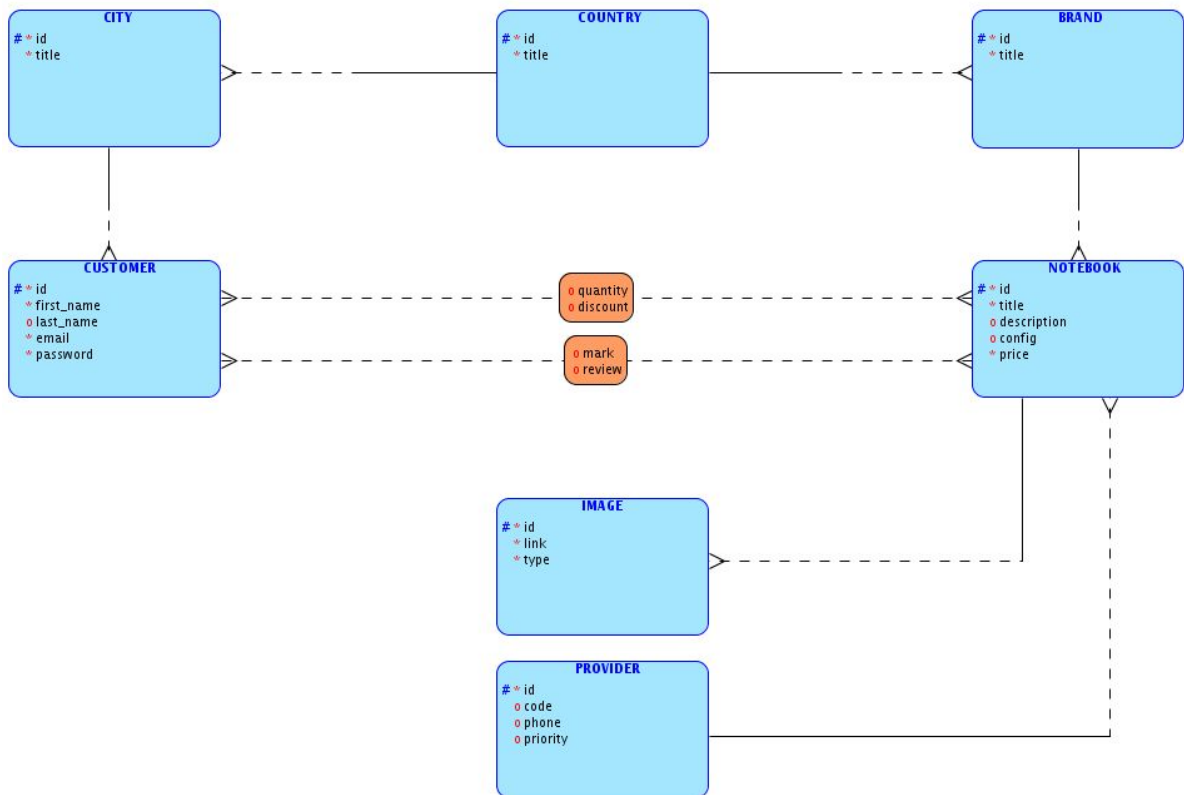 CITY
# * id
* title
COUNTRY
# * id
* title
BRAND
# * id
* title
CUSTOMER
# * id
* first_name
o last_name
* email
* password
o quantity
o discount
o mark
o review
NOTEBOOK
# * id
* title
o description
o config
* price
IMAGE
# * id
* link
* type
PROVIDER
# * id
o code
o phone
o priority